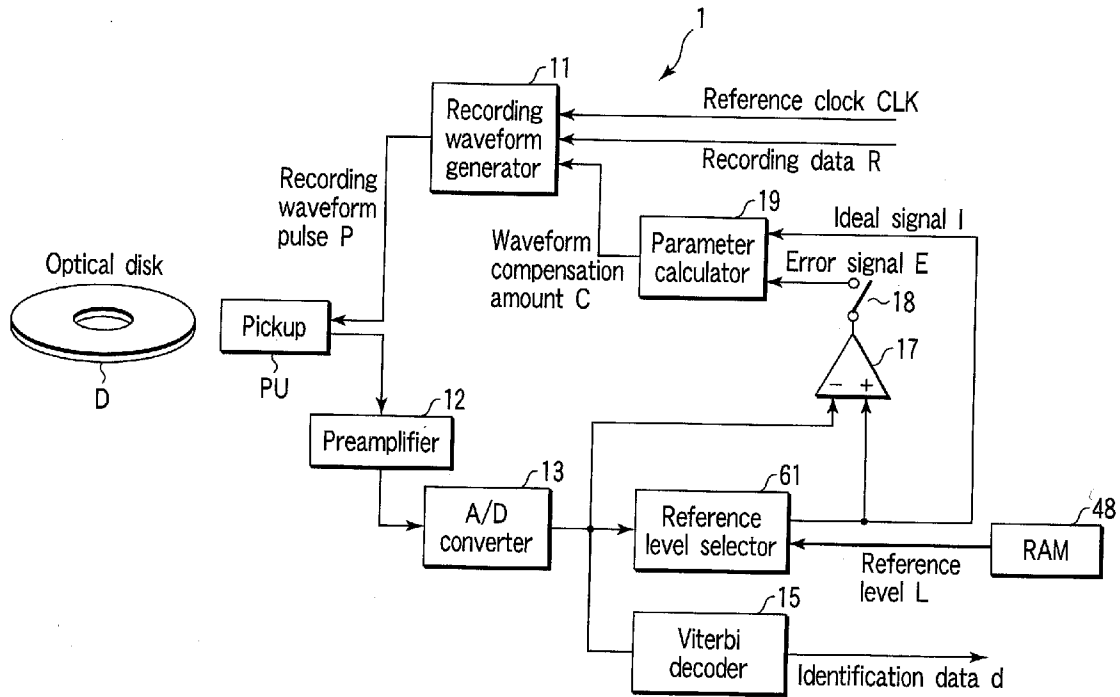 1
11
Recording
waveform
generator
Reference clock CLK
Recording data R
Recording
waveform
pulse P
19
Parameter
calculator
Ideal signal I
Error signal E
Waveform
compensation
amount C
18
17
Optical disk
D
Pickup
PU
- +
12
Preamplifier
13
A/D
converter
61
Reference
level selector
48
RAM
Reference
level L
15
Viterbi
decoder
Identification data d